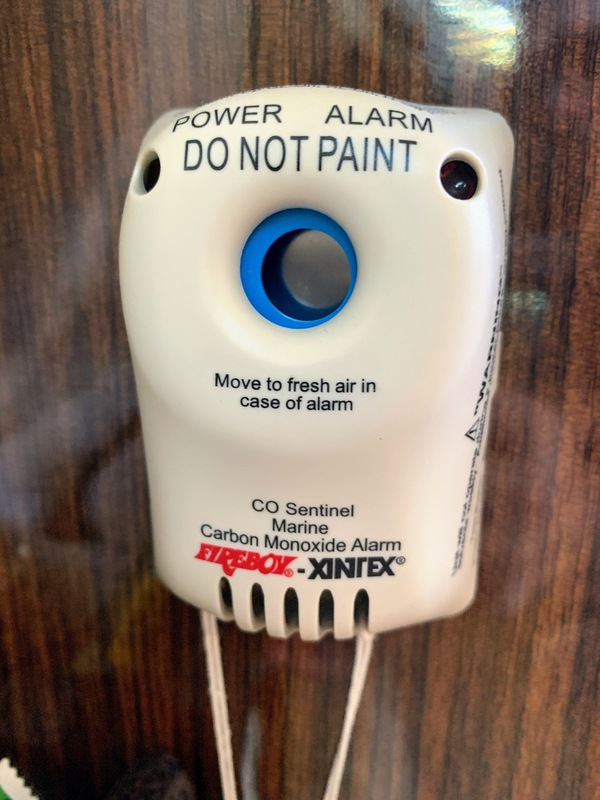 POWER ALARM
DO NOT PAINT
Move to fresh air in
case of alarm
CO Sentinel
Marine
Carbon Monoxide Alarm
FIREBOY® - XINTEX®
WARNING